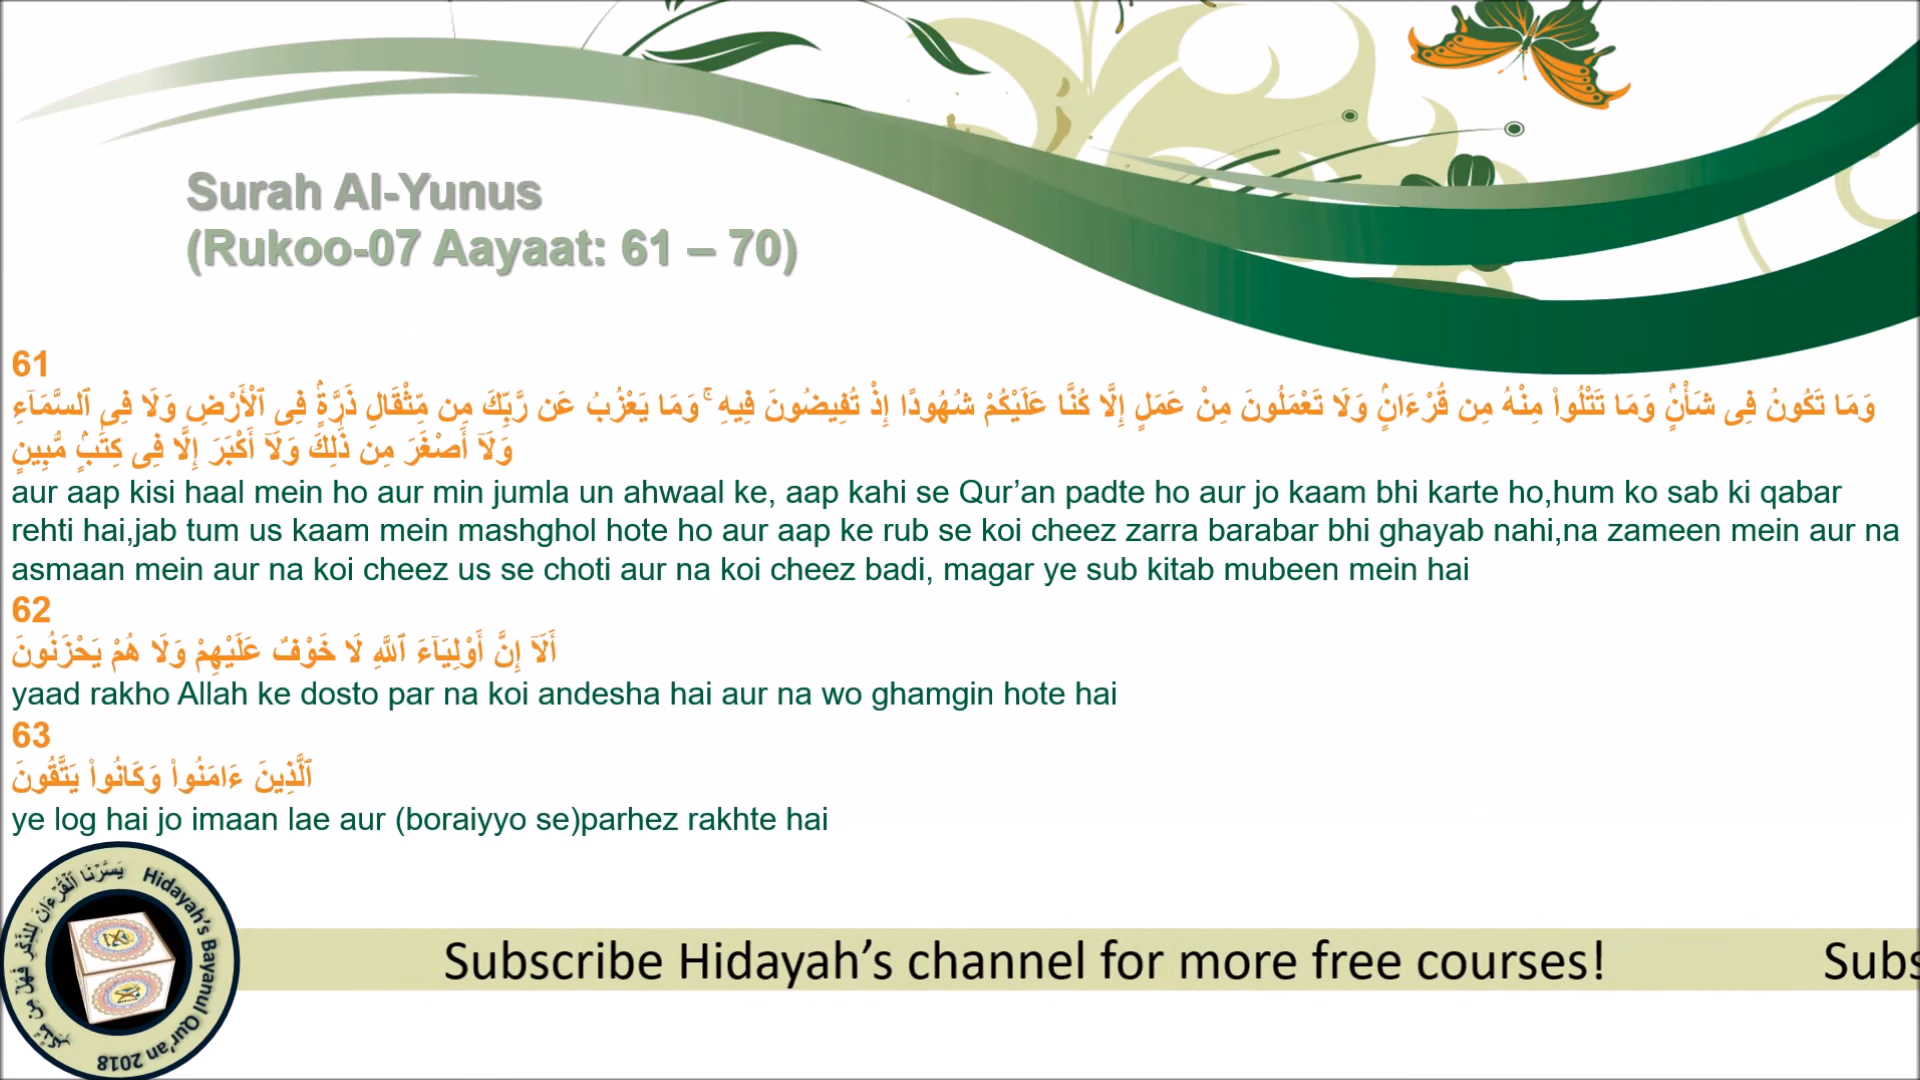 Surah Al-Yunus
(Rukoo-07 Aayaat: 61 – 70)
61
وَمَا تَكُونُ فِى شَأْنٍۢ وَمَا تَتْلُوا۟ مِنْهُ مِن قُرْءَانٍۢ وَلَا تَعْمَلُونَ مِنْ عَمَلٍ إِلَّا كُنَّا عَلَيْكُمْ شُهُودًا إِذْ تُفِيضُونَ فِيهِ ۚ وَمَا يَعْزُبُ عَن رَّبِّكَ مِن مِّثْقَالِ ذَرَّةٍۢ فِى ٱلْأَرْضِ وَلَا فِى ٱلسَّمَآءِ
وَلَآ أَصْغَرَ مِن ذَٰلِكَ وَلَآ أَكْبَرَ إِلَّا فِى كِتَٰبٍۢ مُّبِينٍ
aur aap kisi haal mein ho aur min jumla un ahwaal ke, aap kahi se Qur’an padte ho aur jo kaam bhi karte ho,hum ko sab ki qabar
rehti hai,jab tum us kaam mein mashghol hote ho aur aap ke rub se koi cheez zarra barabar bhi ghayab nahi,na zameen mein aur na
asmaan mein aur na koi cheez us se choti aur na koi cheez badi, magar ye sub kitab mubeen mein hai
62
أَلَآ إِنَّ أَوْلِيَآءَ ٱللَّهِ لَا خَوْفٌ عَلَيْهِمْ وَلَا هُمْ يَحْزَنُونَ
yaad rakho Allah ke dosto par na koi andesha hai aur na wo ghamgin hote hai
63
ٱلَّذِينَ ءَامَنُوا۟ وَكَانُوا۟ يَتَّقُونَ
ye log hai jo imaan lae aur (boraiyyo se)parhez rakhte hai
يَسَّرْنَا ٱلْقُرْءَانَ لِلذِّكْرِ فَهَلْ مِن مُّدَّكِرٍ
Hidayah’s Bayanul Qur’an 2018
Subscribe Hidayah’s channel for more free courses! Subs